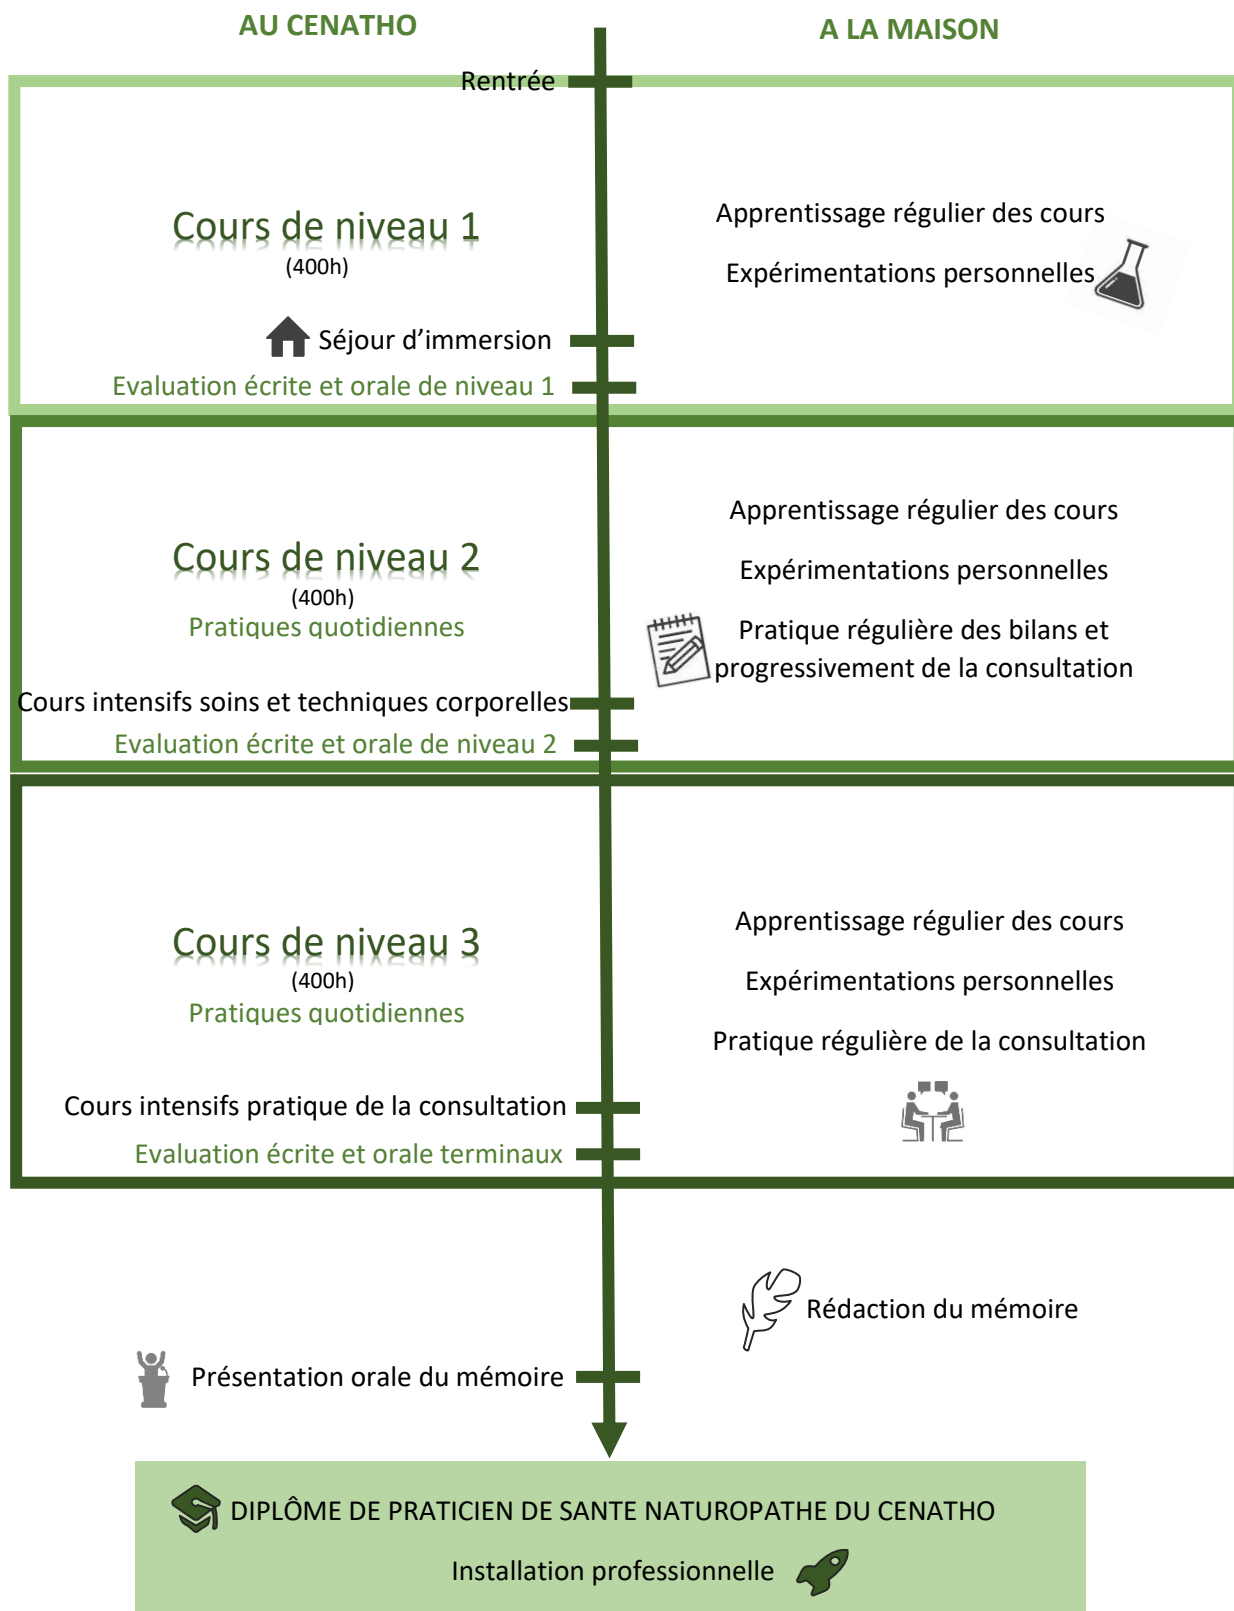 AU CENATHO
A LA MAISON
Rentrée
Cours de niveau 1
(400h)
Apprentissage régulier des cours
Expérimentations personnelles
Séjour d’immersion
Evaluation écrite et orale de niveau 1
Cours de niveau 2
(400h)
Pratiques quotidiennes
Apprentissage régulier des cours
Expérimentations personnelles
Pratique régulière des bilans et
progressivement de la consultation
Cours intensifs soins et techniques corporelles
Evaluation écrite et orale de niveau 2
Cours de niveau 3
(400h)
Pratiques quotidiennes
Apprentissage régulier des cours
Expérimentations personnelles
Pratique régulière de la consultation
Cours intensifs pratique de la consultation
Evaluation écrite et orale terminaux
Rédaction du mémoire
Présentation orale du mémoire
DIPLÔME DE PRATICIEN DE SANTE NATUROPATHE DU CENATHO
Installation professionnelle